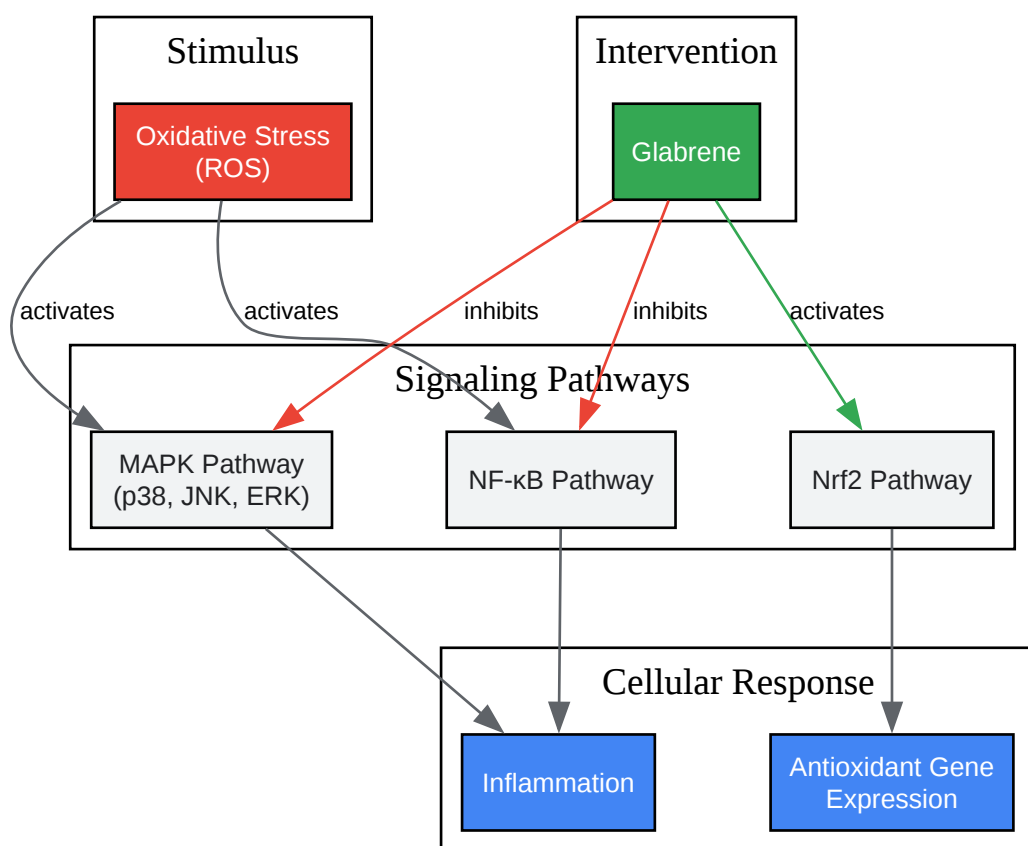 Stimulus
Intervention
Oxidative Stress
(ROS)
Glabrene
activates
activates
inhibits
inhibits
activates
Signaling Pathways
MAPK Pathway
(p38, JNK, ERK)
NF-κB Pathway
Nrf2 Pathway
Cellular Response
Inflammation
Antioxidant Gene
Expression